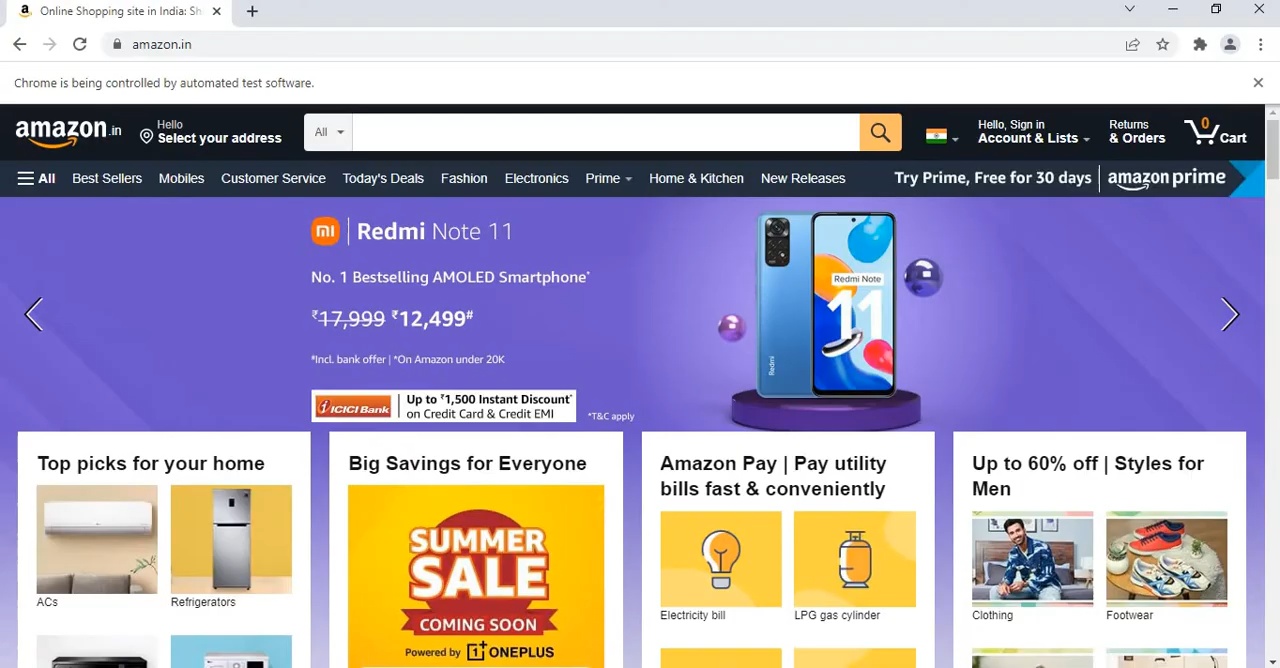 Online Shopping site in India: Sh
amazon.in
Chrome is being controlled by automated test software.
amazon.in
Hello
Select your address
All
Hello, Sign in
Account & Lists
Returns
& Orders
0
Cart
All
Best Sellers
Mobiles
Customer Service
Today's Deals
Fashion
Electronics
Prime
Home & Kitchen
New Releases
Try Prime, Free for 30 days
amazon prime
mi
Redmi Note 11
No. 1 Bestselling AMOLED Smartphone*
₹17,999 ₹12,499#
*Incl. bank offer | *On Amazon under 20K
ICICI Bank
Up to ₹1,500 Instant Discount*
on Credit Card & Credit EMI
*T&C apply
Redmi
Redmi Note
11
Top picks for your home
ACs
Refrigerators
Big Savings for Everyone
SUMMER
SALE
COMING SOON
Powered by 1+ ONEPLUS
Amazon Pay | Pay utility
bills fast & conveniently
Electricity bill
LPG gas cylinder
Up to 60% off | Styles for
Men
Clothing
Footwear